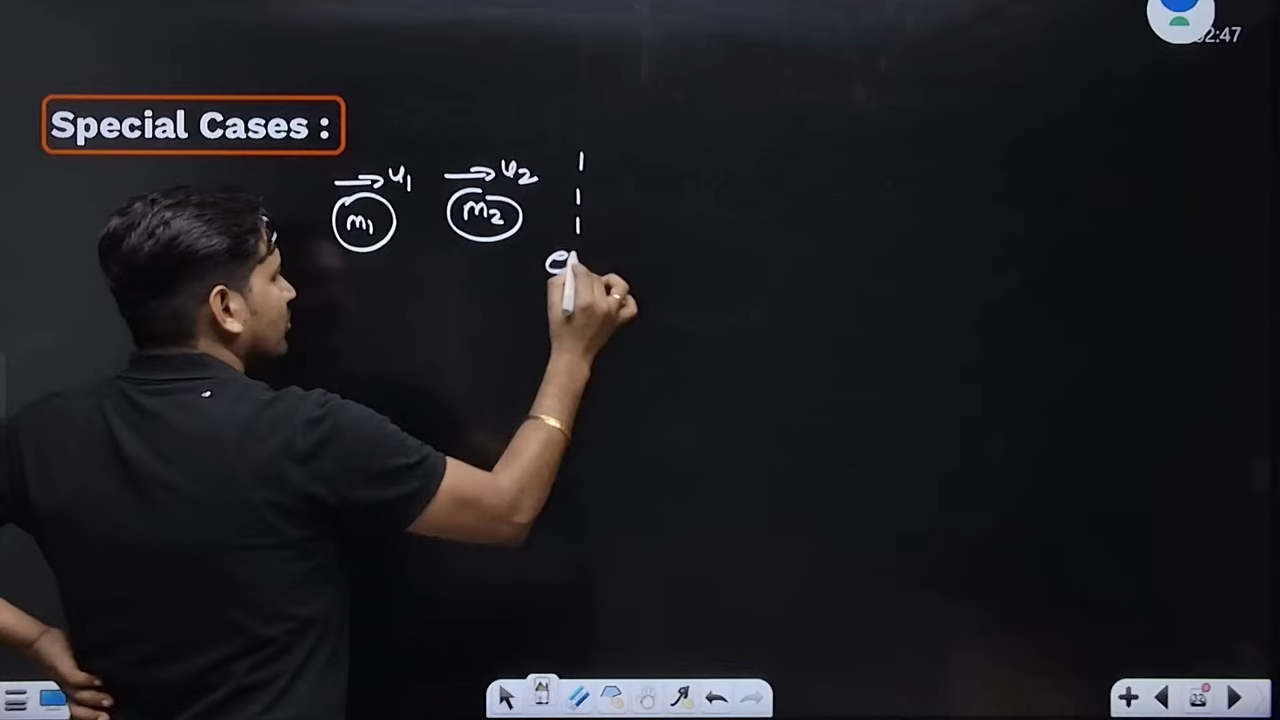 02:47
Special Cases :
u₁ u₂
m₁ m₂
e